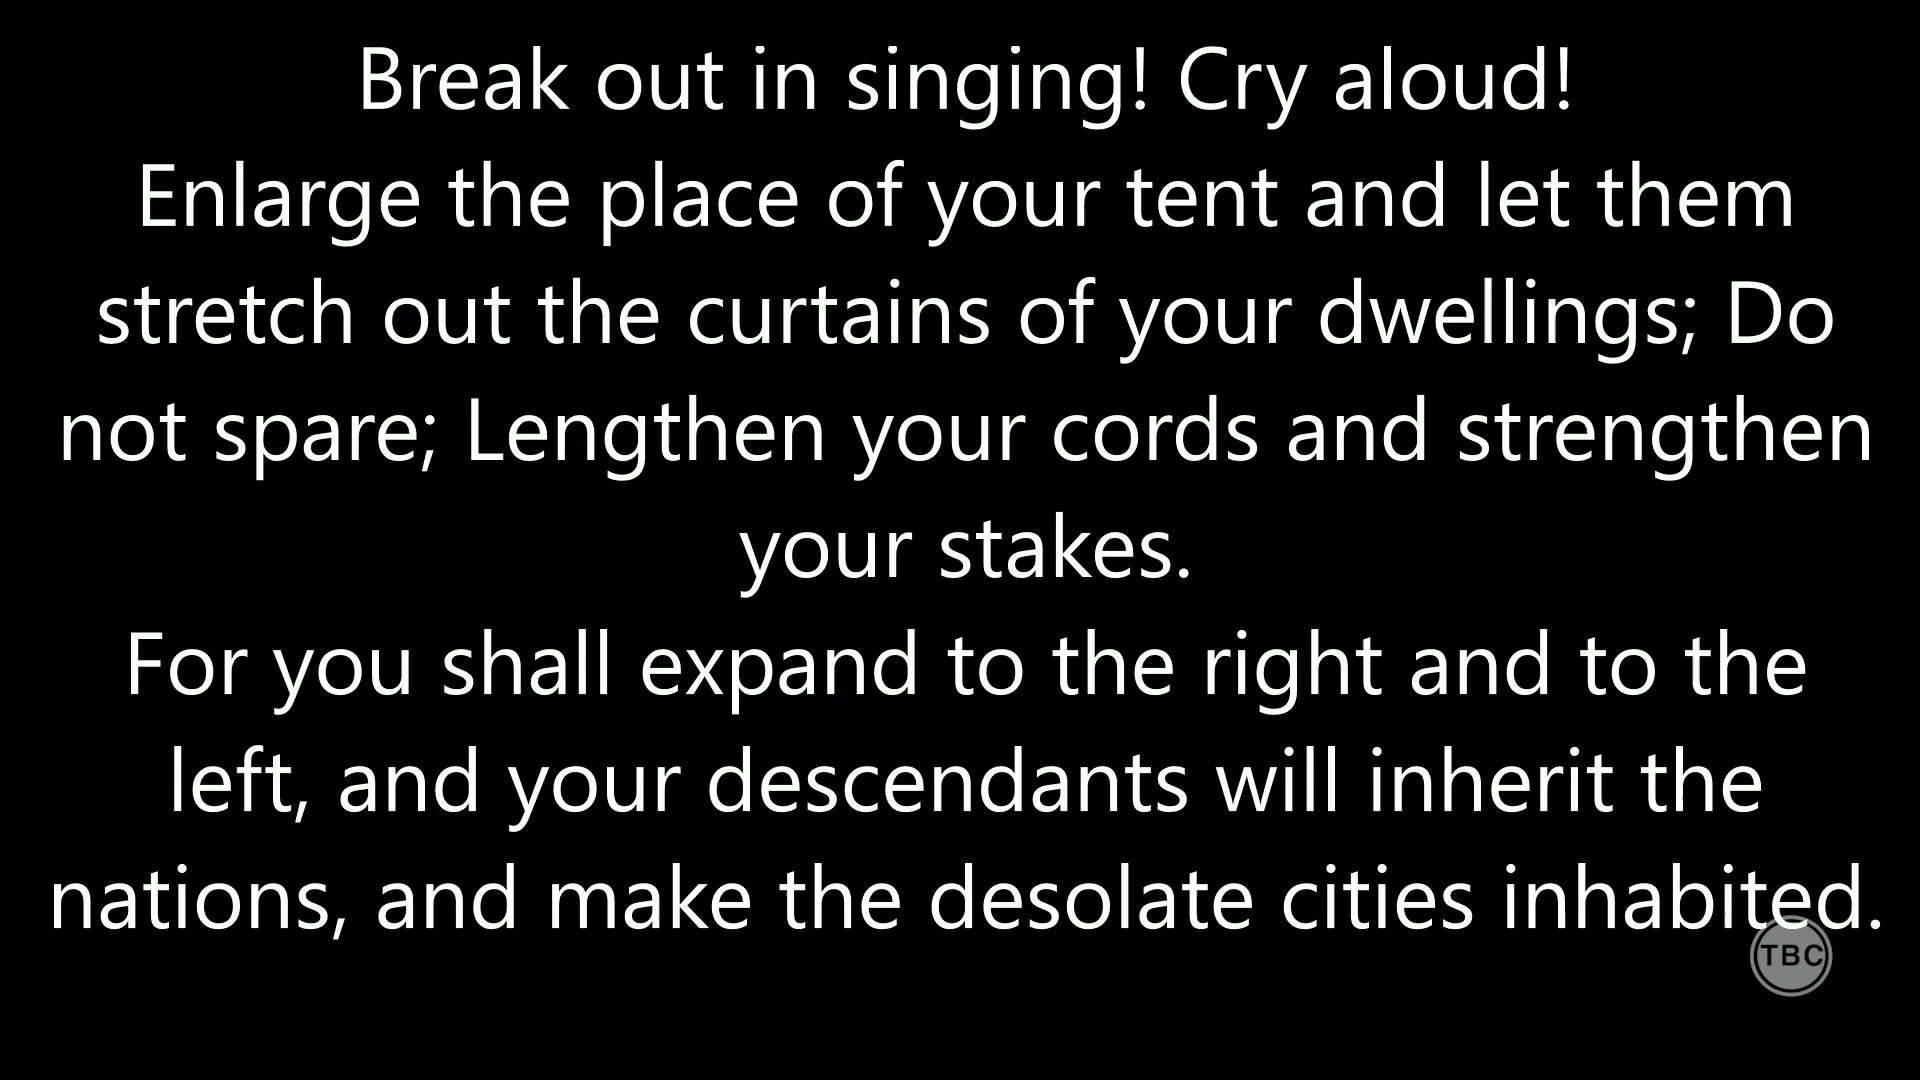 Break out in singing! Cry aloud!
Enlarge the place of your tent and let them
stretch out the curtains of your dwellings; Do
not spare; Lengthen your cords and strengthen
your stakes.
For you shall expand to the right and to the
left, and your descendants will inherit the
nations, and make the desolate cities inhabited.
TBC